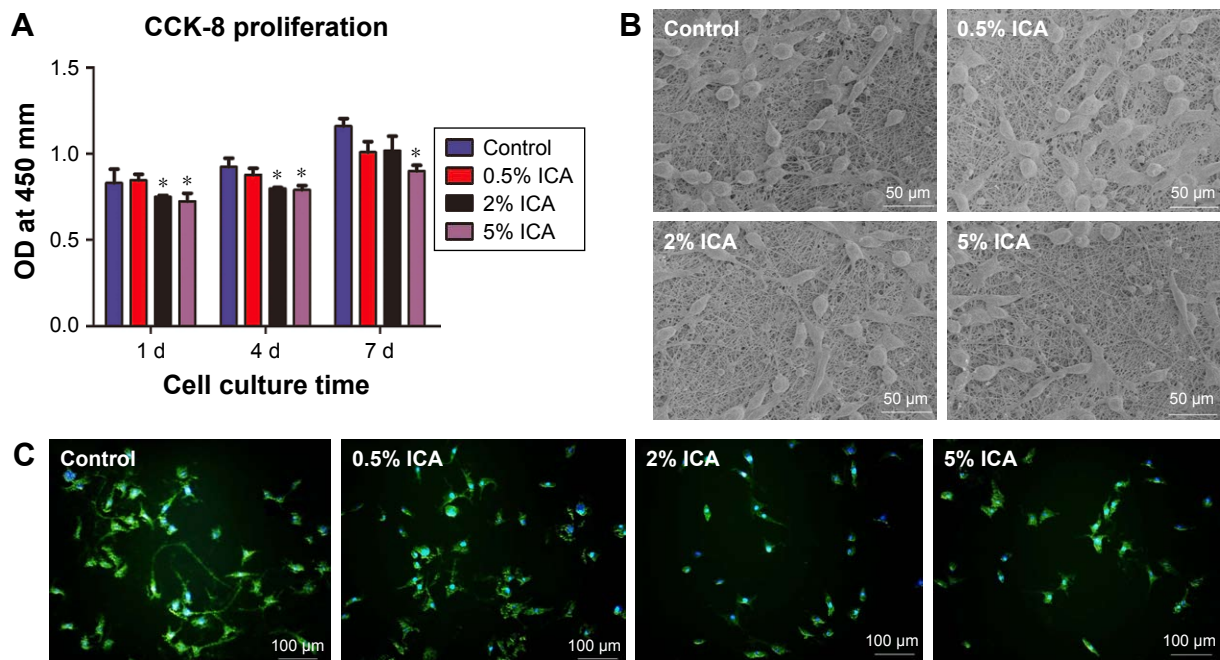 A
CCK-8 proliferation
1.5
1.0
0.5
0.0
OD at 450 mm
* *
* *
*
1 d
4 d
7 d
Cell culture time
Control
0.5% ICA
2% ICA
5% ICA
B
Control
50 µm
0.5% ICA
50 µm
2% ICA
50 µm
5% ICA
50 µm
C
Control
100 µm
0.5% ICA
100 µm
2% ICA
100 µm
5% ICA
100 µm